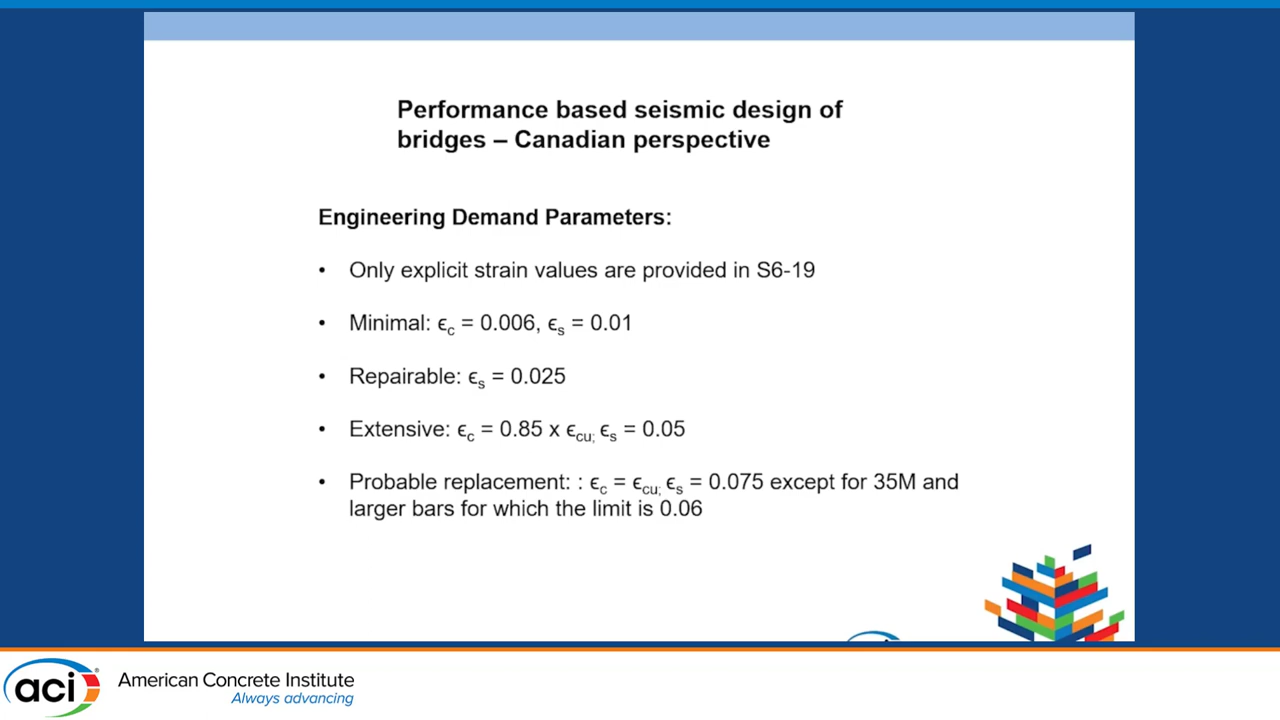 Performance based seismic design of
bridges – Canadian perspective
Engineering Demand Parameters:
• Only explicit strain values are provided in S6-19
• Minimal: ϵc = 0.006, ϵs = 0.01
• Repairable: ϵs = 0.025
• Extensive: ϵc = 0.85 x ϵcu; ϵs = 0.05
• Probable replacement: : ϵc = ϵcu; ϵs = 0.075 except for 35M and
larger bars for which the limit is 0.06
aci®
American Concrete Institute
Always advancing